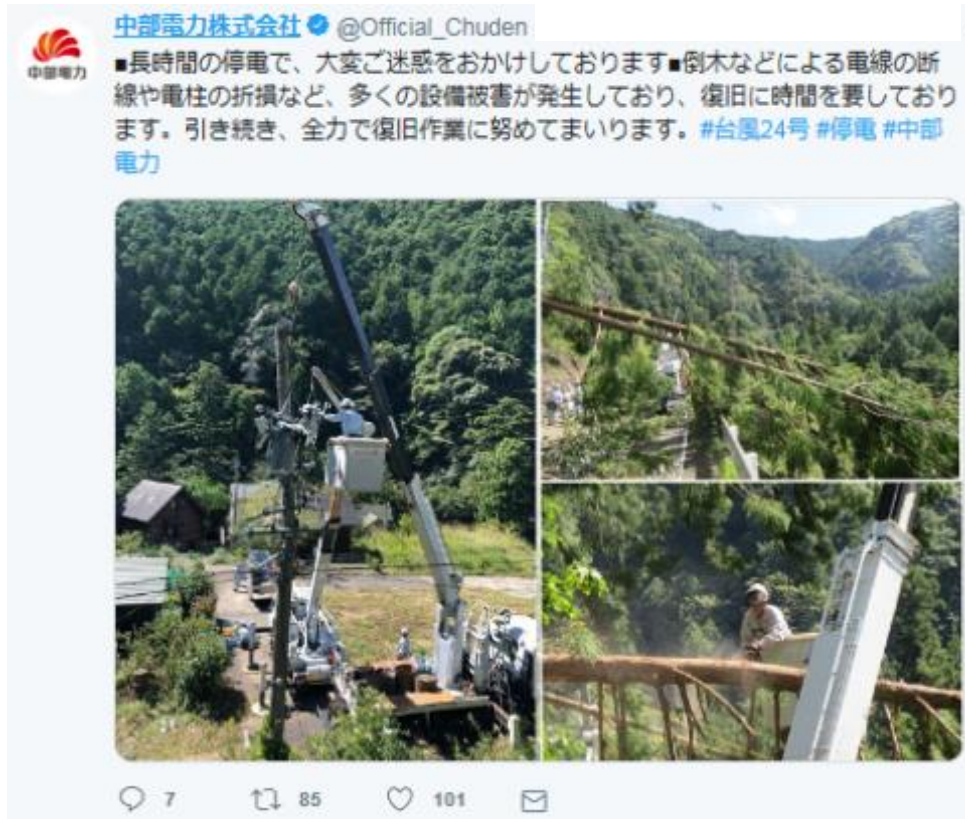 中部電力株式会社 @Official_Chuden
中部電力
■長時間の停電で、大変ご迷惑をおかけしております■倒木などによる電線の断
線や電柱の折損など、多くの設備被害が発生しており、復旧に時間を要しており
ます。引き続き、全力で復旧作業に努めてまいります。#台風24号 #停電 #中部
電力
7 85 101